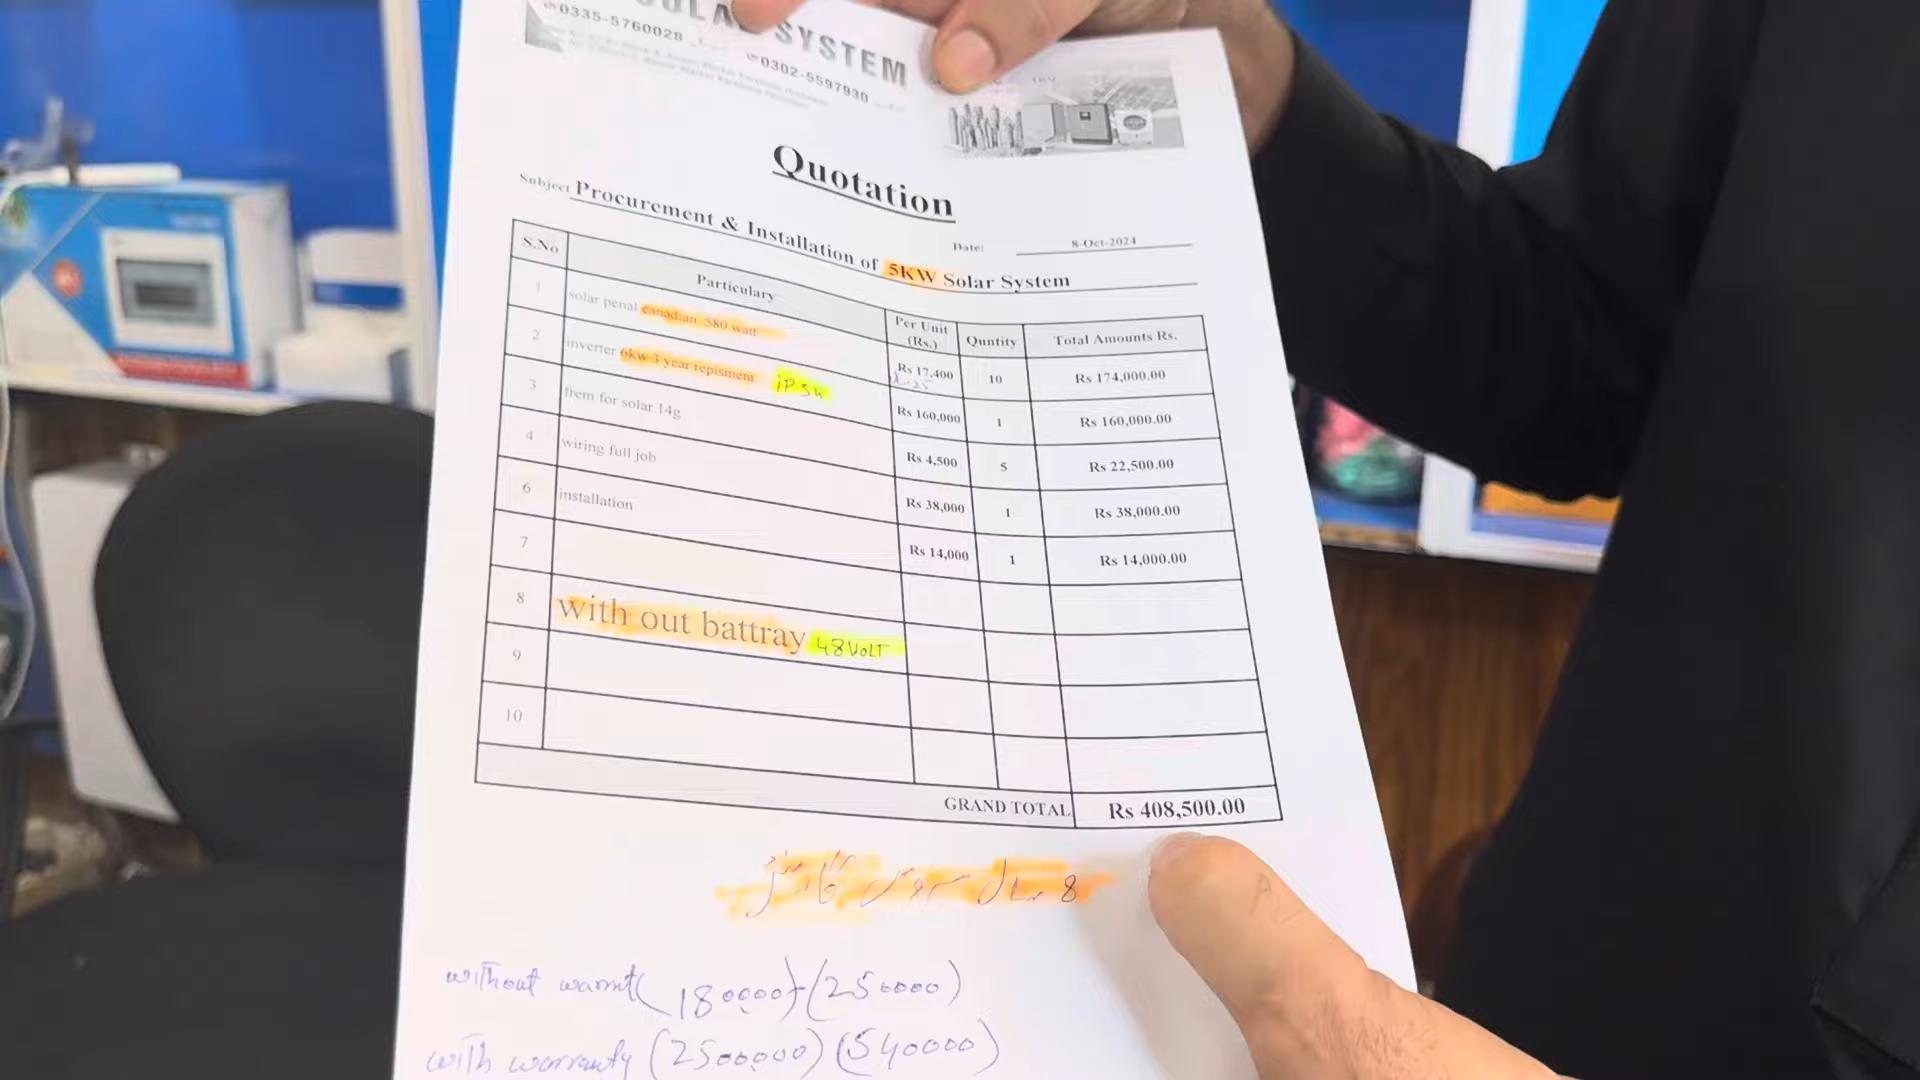 SYSTEM
0335-5760028
0302-5597930
Quotation
Subject Procurement & Installation of 5KW Solar System
Date: 8-Oct-2024
S.No Particulary Per Unit (Rs.) Quntity Total Amounts Rs.
1 solar penal canadian 580 watt Rs 17,400 10 Rs 174,000.00
2 inverter 6kw 3 year repisment Rs 160,000 1 Rs 160,000.00
3 frem for solar 14g Rs 4,500 5 Rs 22,500.00
4 wiring full job Rs 38,000 1 Rs 38,000.00
6 installation Rs 14,000 1 Rs 14,000.00
7
8 with out battray 48VOLT
9
10
GRAND TOTAL Rs 408,500.00
8 سال سروس
without warnt (180000)-(250000)
with warranty (2500000) (540000)